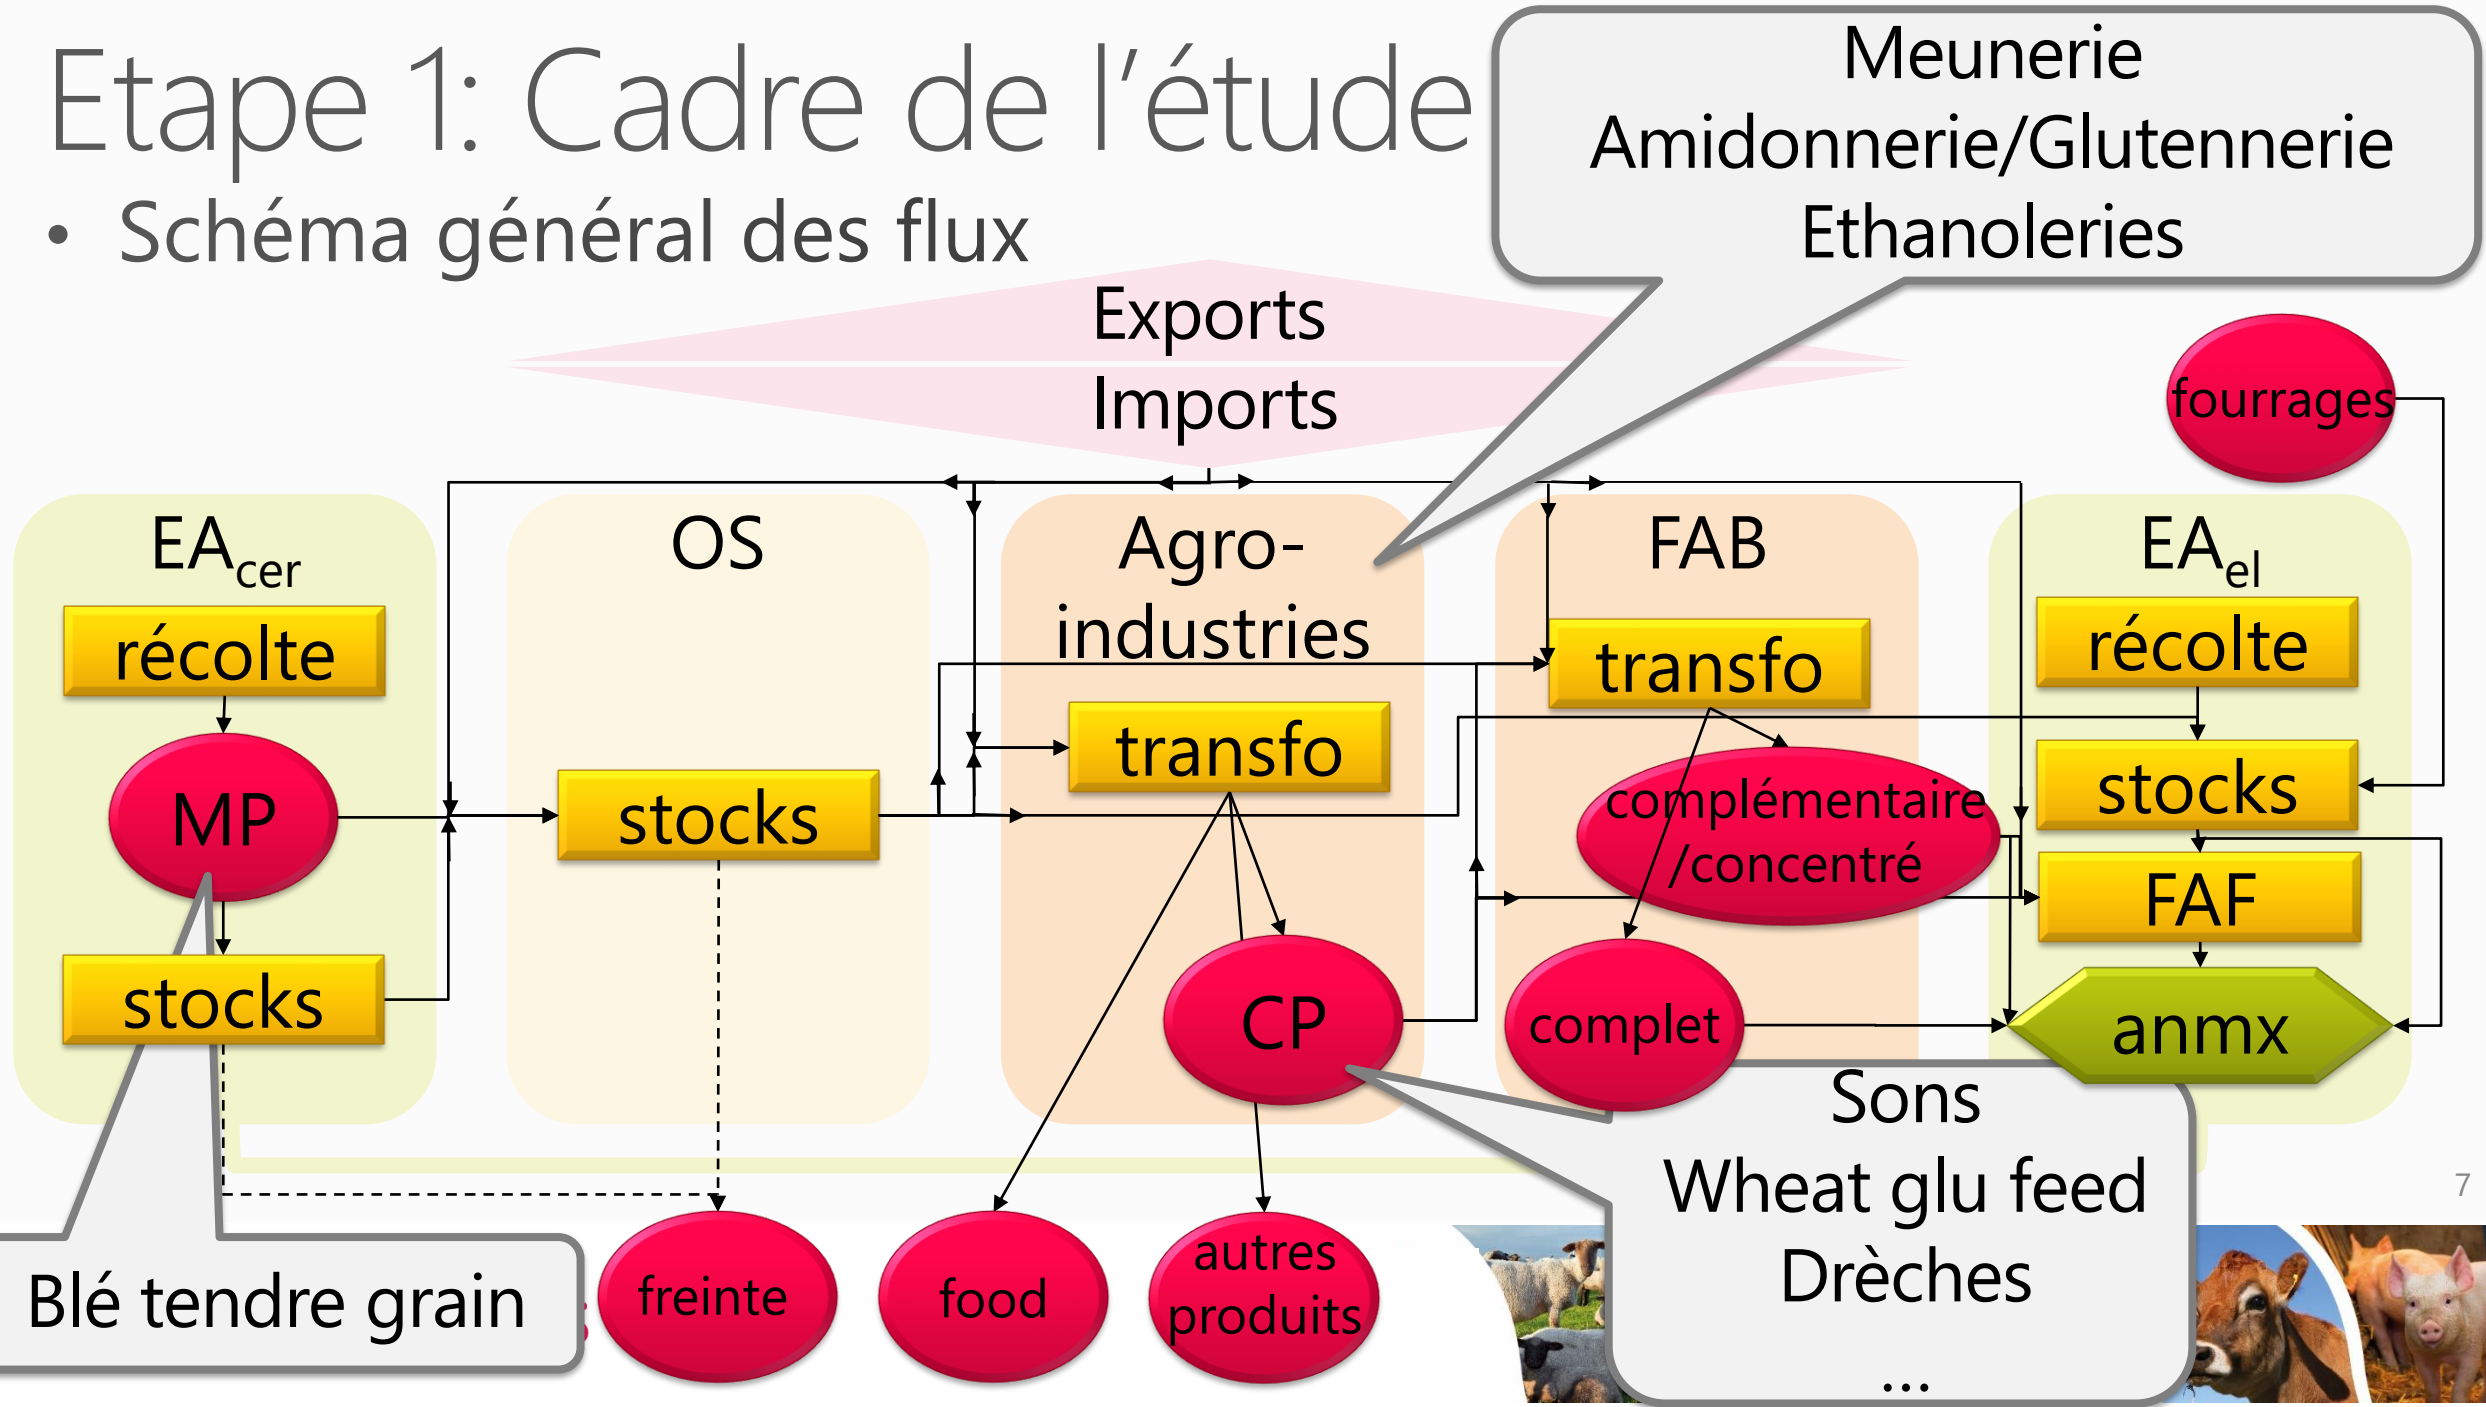 Etape 1: Cadre de l'étude
• Schéma général des flux
Meunerie
Amidonnerie/Glutennerie
Ethanoleries
Exports
Imports
fourrages
EAcer
récolte
MP
stocks
OS
stocks
Agro-
industries
transfo
CP
FAB
transfo
complémentaire
/concentré
complet
EAel
récolte
stocks
FAF
anmx
Sons
Wheat glu feed
Drèches
...
Blé tendre grain
freinte
food
autres
produits
7